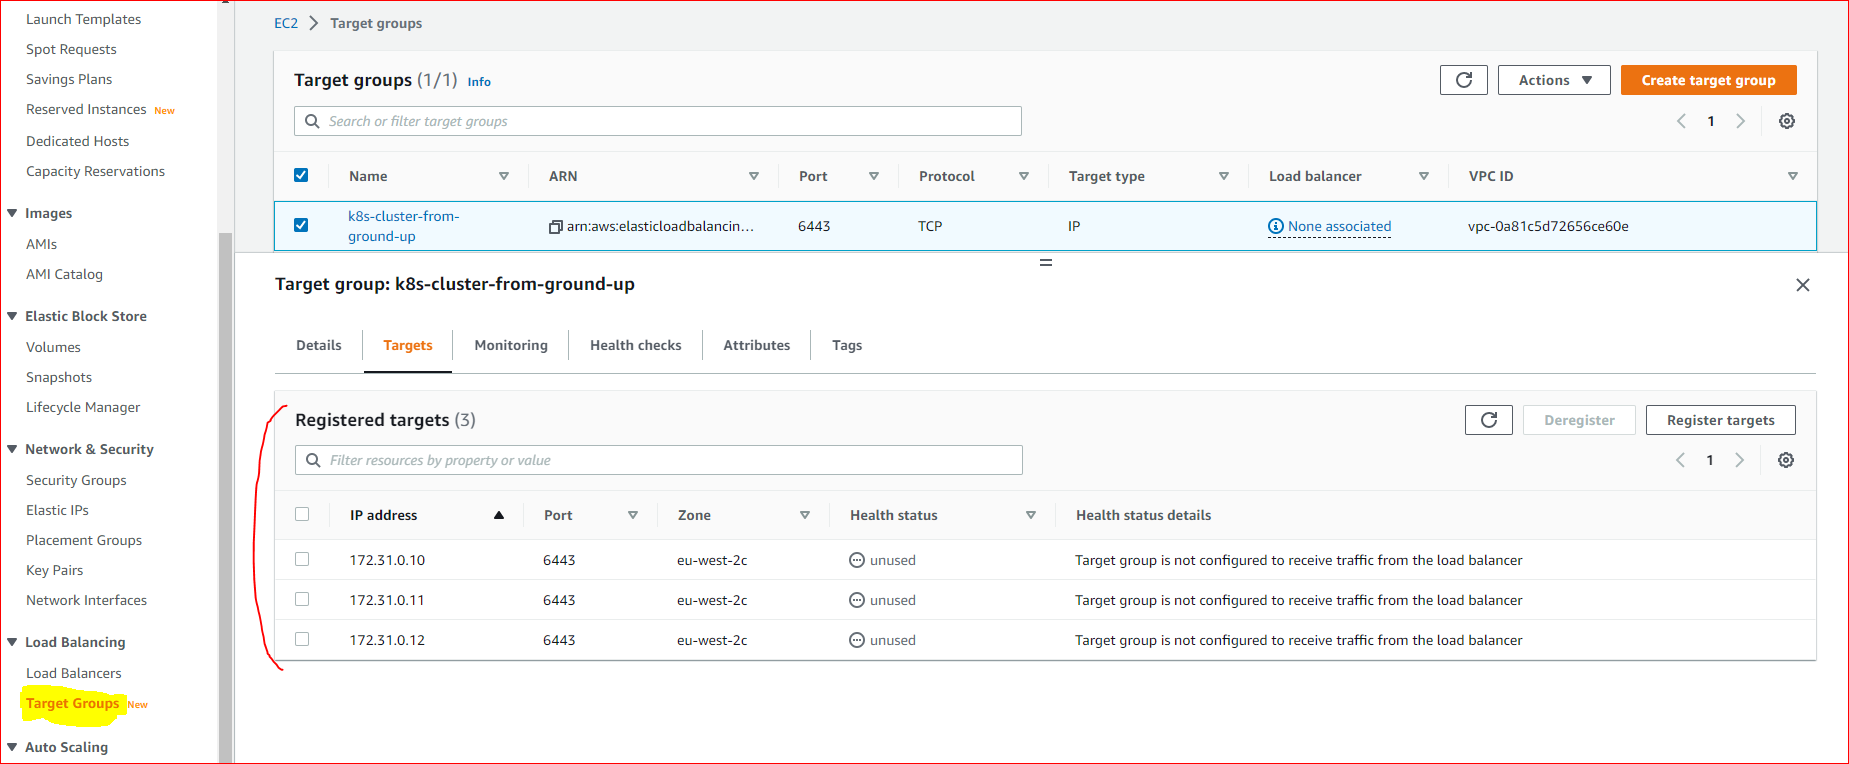 Launch Templates
Spot Requests
Savings Plans
Reserved Instances New
Dedicated Hosts
Capacity Reservations
Images
AMIs
AMI Catalog
Elastic Block Store
Volumes
Snapshots
Lifecycle Manager
Network & Security
Security Groups
Elastic IPs
Placement Groups
Key Pairs
Network Interfaces
Load Balancing
Load Balancers
Target Groups New
Auto Scaling
EC2 > Target groups
Target groups (1/1) Info
Actions
Create target group
Search or filter target groups
1
Name ARN Port Protocol Target type Load balancer VPC ID
k8s-cluster-from-
ground-up
arn:aws:elasticloadbalancin... 6443 TCP IP None associated vpc-0a81c5d72656ce60e
Target group: k8s-cluster-from-ground-up
Details Targets Monitoring Health checks Attributes Tags
Registered targets (3)
Deregister Register targets
Filter resources by property or value
1
IP address Port Zone Health status Health status details
172.31.0.10 6443 eu-west-2c unused Target group is not configured to receive traffic from the load balancer
172.31.0.11 6443 eu-west-2c unused Target group is not configured to receive traffic from the load balancer
172.31.0.12 6443 eu-west-2c unused Target group is not configured to receive traffic from the load balancer